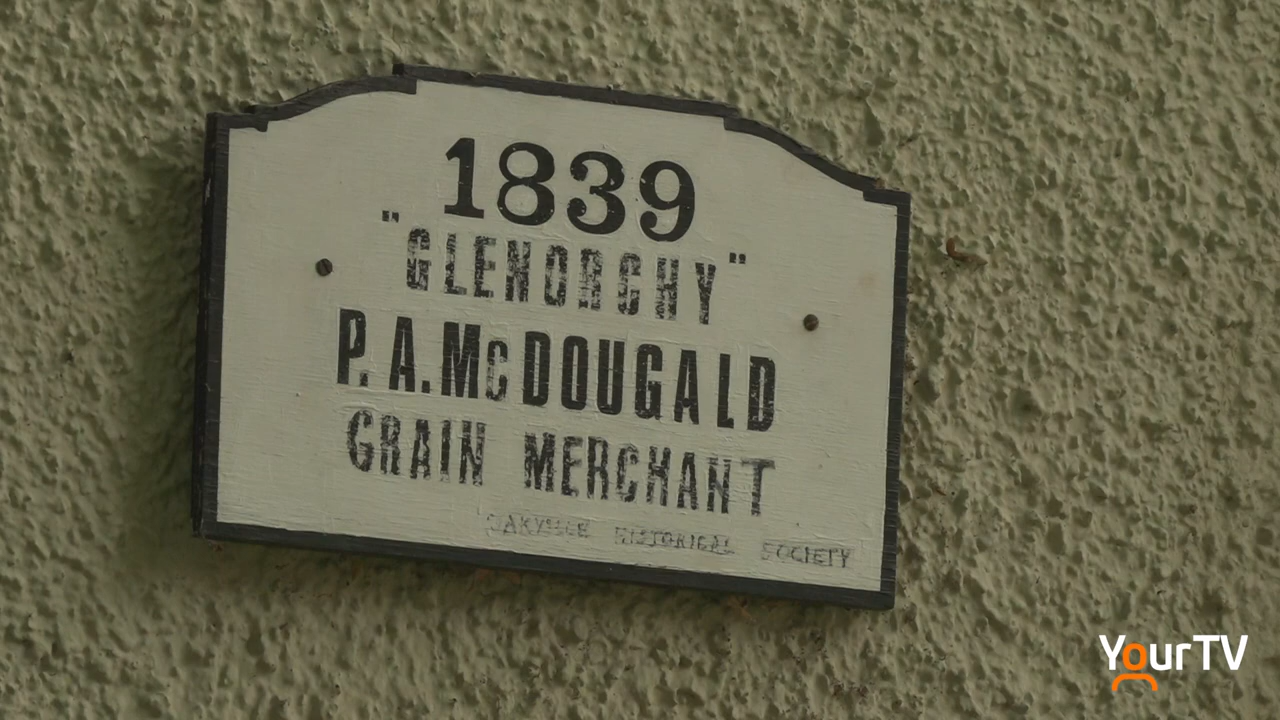 1839
"GLENORCHY"
P. A. McDOUGALD
GRAIN MERCHANT
OAKVILLE HISTORICAL SOCIETY
YourTV